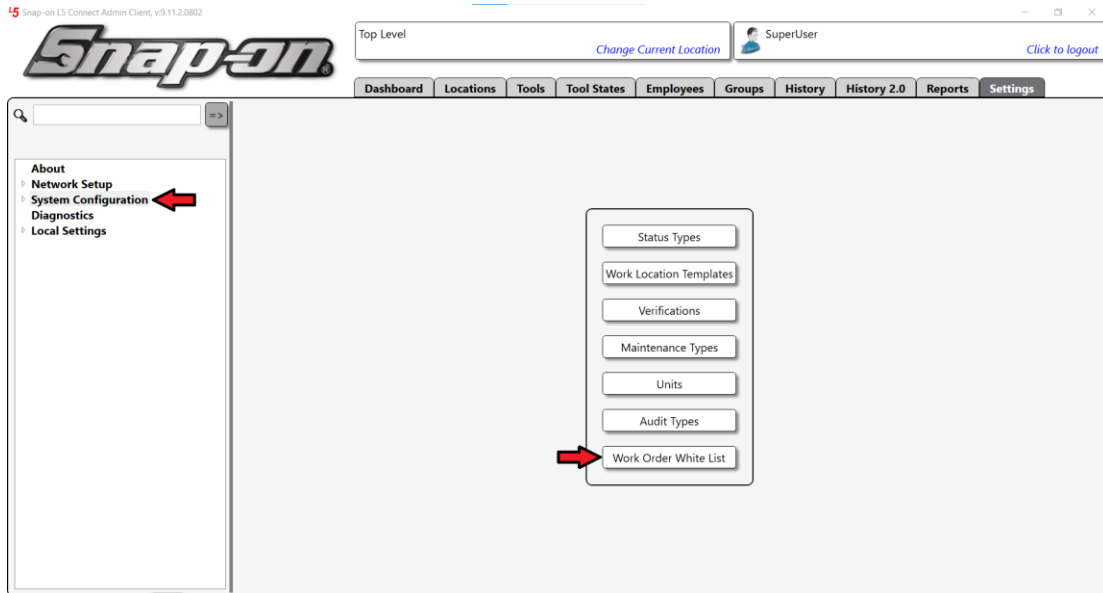 L5 Snap-on L5 Connect Admin Client, v:9.11.2.0802
Snap-on®
Top Level
Change Current Location
SuperUser
Click to logout
Dashboard Locations Tools Tool States Employees Groups History History 2.0 Reports Settings
=>
About
Network Setup
System Configuration
Diagnostics
Local Settings
Status Types
Work Location Templates
Verifications
Maintenance Types
Units
Audit Types
Work Order White List